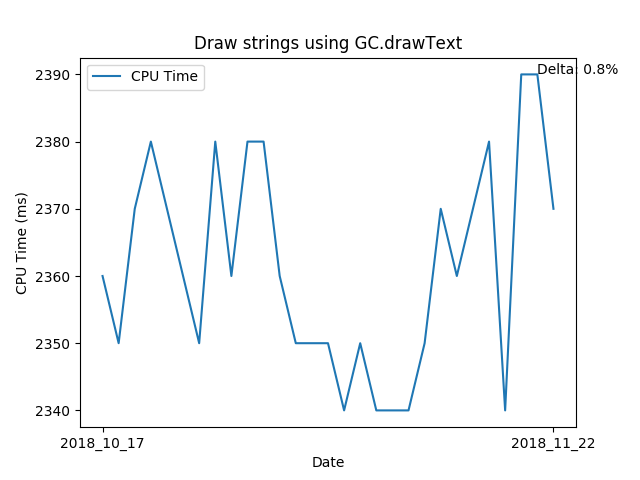 Draw strings using GC.drawText
CPU Time
Delta: 0.8%
CPU Time (ms)
2390
2380
2370
2360
2350
2340
2018_10_17
2018_11_22
Date